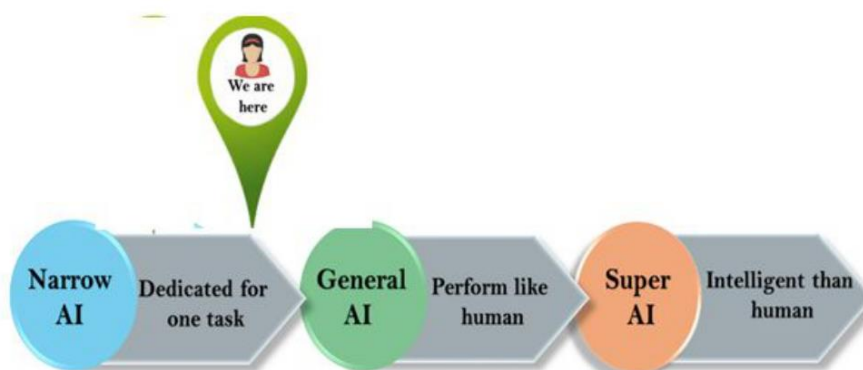 We are
here
Narrow
AI
Dedicated for
one task
General
AI
Perform like
human
Super
AI
Intelligent than
human